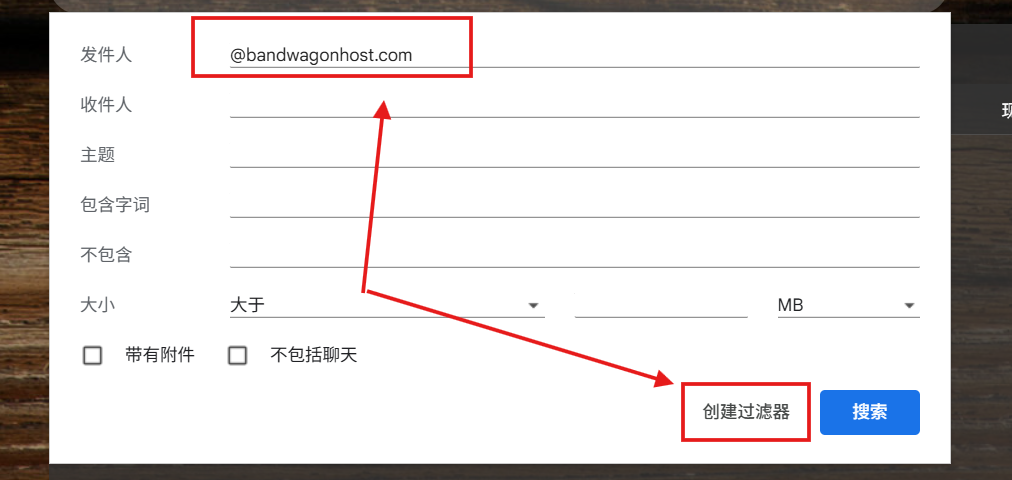 发件人 @bandwagonhost.com
收件人
主题
包含字词
不包含
大小 大于 MB
带有附件 不包括聊天
创建过滤器 搜索